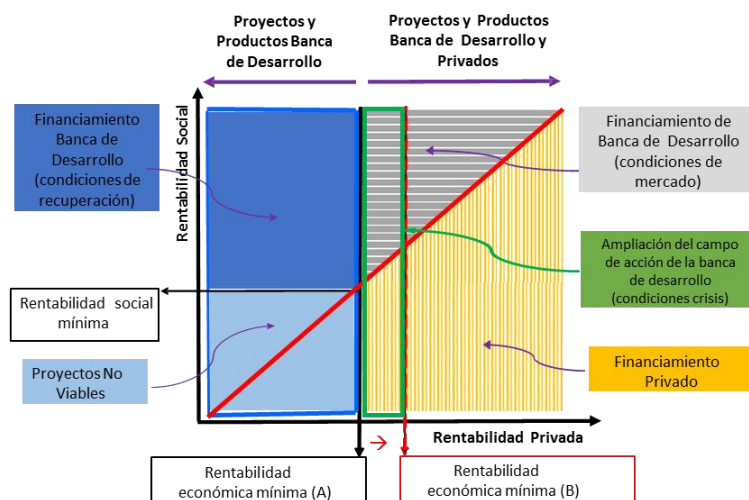 Proyectos y
Productos Banca
de Desarrollo
Proyectos y Productos
Banca de Desarrollo y
Privados
Financiamiento
Banca de
Desarrollo
(condiciones de
recuperación)
Rentabilidad Social
Financiamiento de
Banca de Desarrollo
(condiciones de
mercado)
Ampliación del campo
de acción de la banca
de desarrollo
(condiciones crisis)
Rentabilidad social
mínima
Proyectos No
Viables
Financiamiento
Privado
→
Rentabilidad Privada
Rentabilidad
económica mínima (A)
Rentabilidad
económica mínima (B)